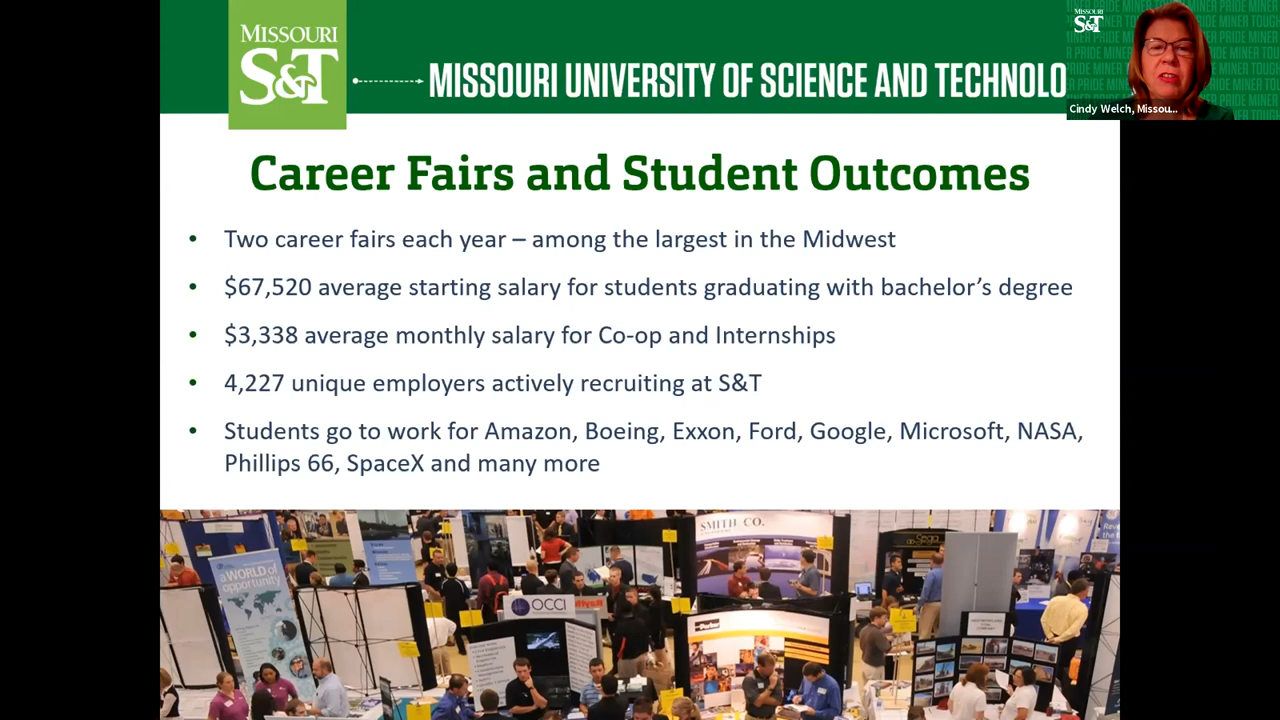 MISSOURI
S&T
MISSOURI UNIVERSITY OF SCIENCE AND TECHNOLO
MISSOURI
S&T
Cindy Welch, Missou...
Career Fairs and Student Outcomes
• Two career fairs each year – among the largest in the Midwest
• $67,520 average starting salary for students graduating with bachelor's degree
• $3,338 average monthly salary for Co-op and Internships
• 4,227 unique employers actively recruiting at S&T
• Students go to work for Amazon, Boeing, Exxon, Ford, Google, Microsoft, NASA,
Phillips 66, SpaceX and many more
SMITH & CO.
a WORLD of
opportunity
OCCI
Parker